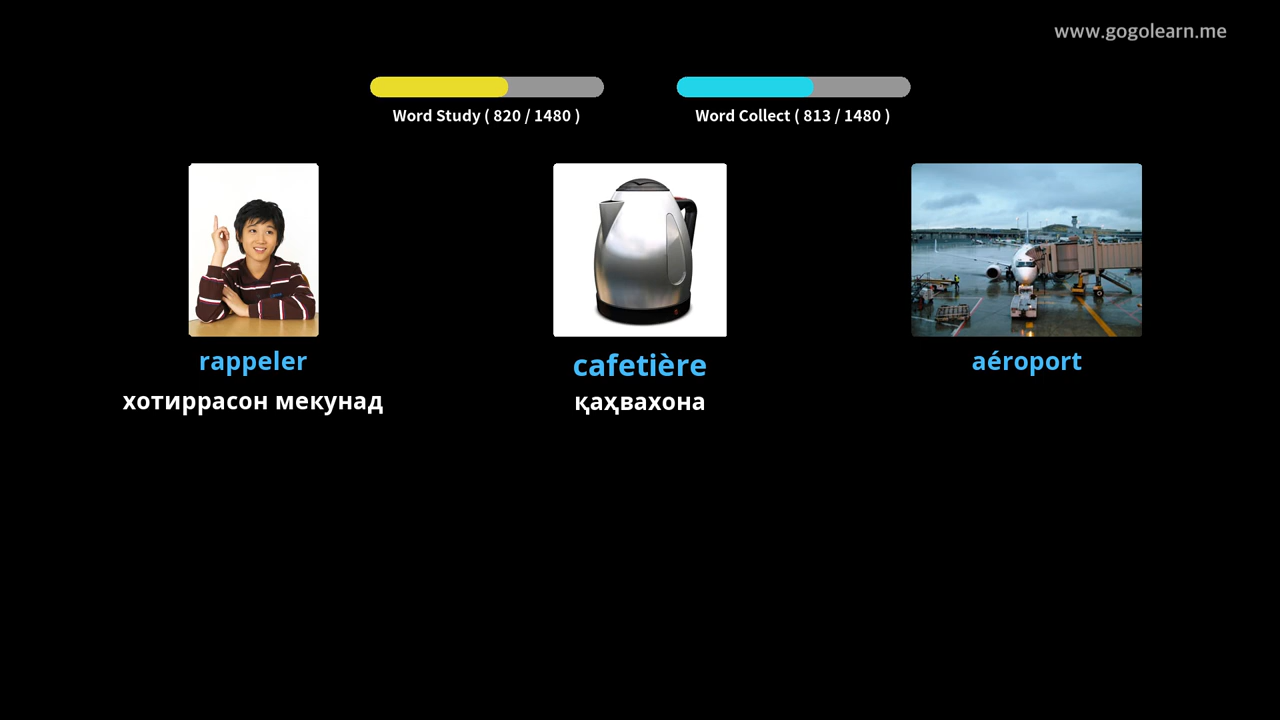 www.gogolearn.me
Word Study ( 820 / 1480 )
Word Collect ( 813 / 1480 )
rappeler
хотиррасон мекунад
cafetière
қаҳвахона
aéroport